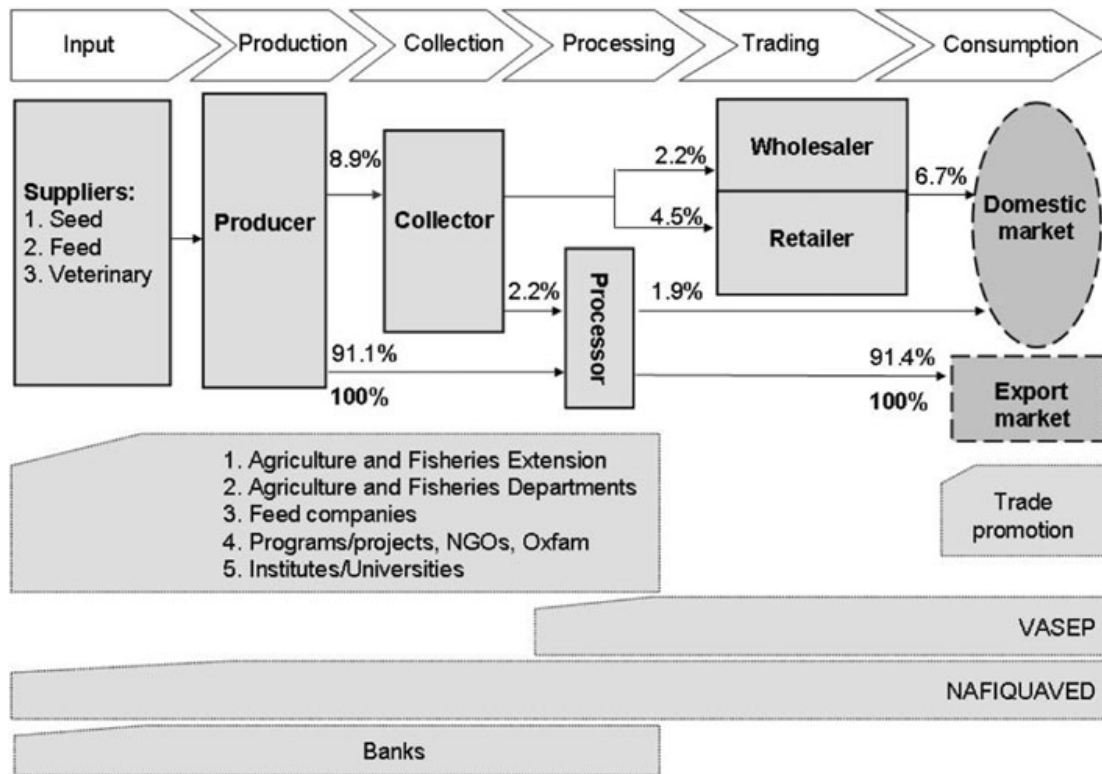 Input
Production
Collection
Processing
Trading
Consumption
Suppliers:
1. Seed
2. Feed
3. Veterinary
Producer
8.9%
91.1%
100%
Collector
2.2%
4.5%
2.2%
Processor
Wholesaler
Retailer
6.7%
1.9%
91.4%
100%
Domestic
market
Export
market
1. Agriculture and Fisheries Extension
2. Agriculture and Fisheries Departments
3. Feed companies
4. Programs/projects, NGOs, Oxfam
5. Institutes/Universities
Trade
promotion
VASEP
NAFIQUAVED
Banks